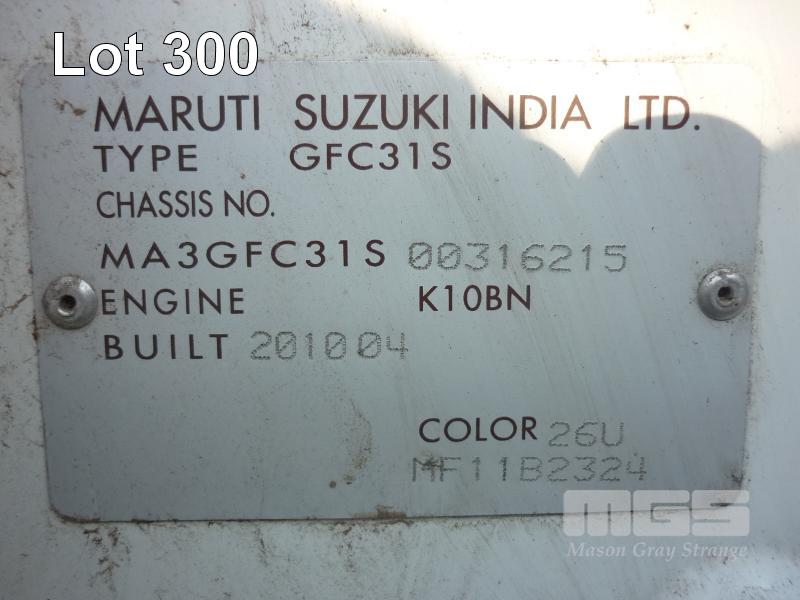 Lot 300
MARUTI SUZUKI INDIA LTD.
TYPE GFC31S
CHASSIS NO.
MA3GFC31S 00316215
ENGINE K10BN
BUILT 201004
COLOR 26U
MF11B2324
MGS
Mason Gray Strange